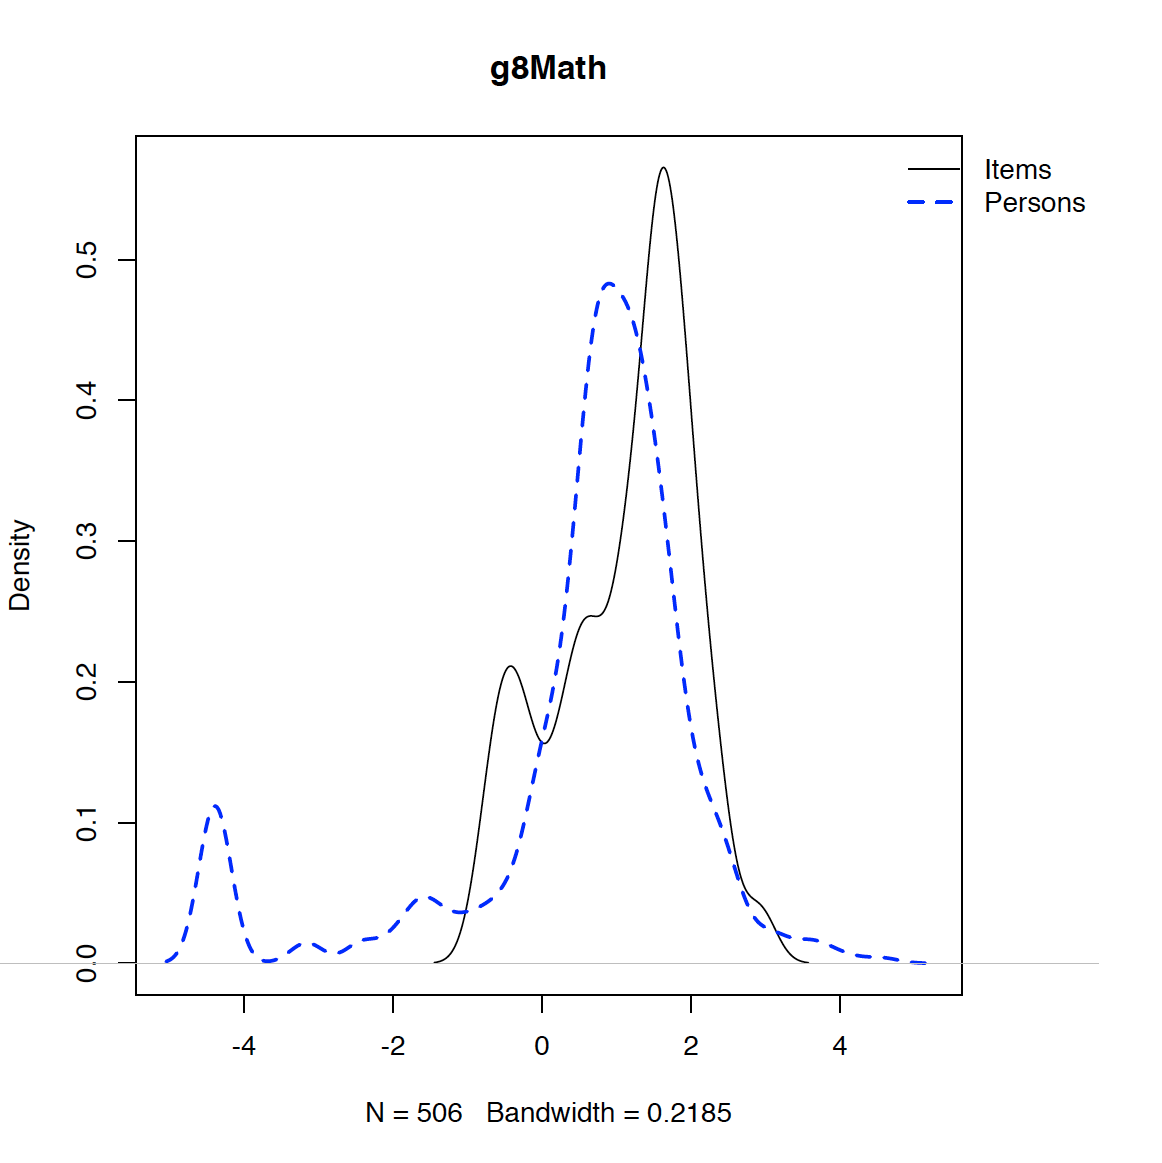 g8Math
Items
Persons
Density
0.5
0.4
0.3
0.2
0.1
0.0
-4 -2 0 2 4
N = 506 Bandwidth = 0.2185